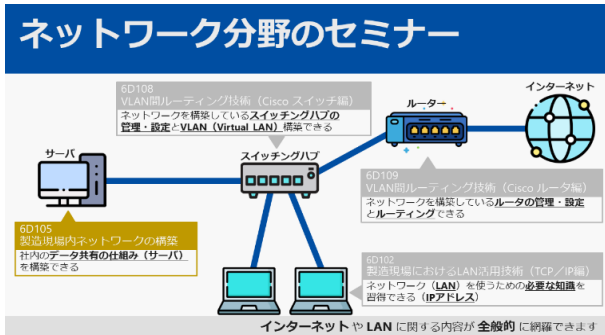 ネットワーク分野のセミナー
6D108
VLAN間ルーティング技術（Cisco スイッチ編）
ネットワークを構築しているスイッチングハブの
管理・設定とVLAN（Virtual LAN）構築できる
インターネット
ルーター
サーバ
スイッチングハブ
6D109
VLAN間ルーティング技術（Cisco ルータ編）
ネットワークを構築しているルータの管理・設定
とルーティングできる
6D105
製造現場内ネットワークの構築
社内のデータ共有の仕組み（サーバ）
を構築できる
6D102
製造現場におけるLAN活用技術（TCP／IP編）
ネットワーク（LAN）を使うための必要な知識を
習得できる（IPアドレス）
インターネット や LAN に関する内容が 全般的 に網羅できます